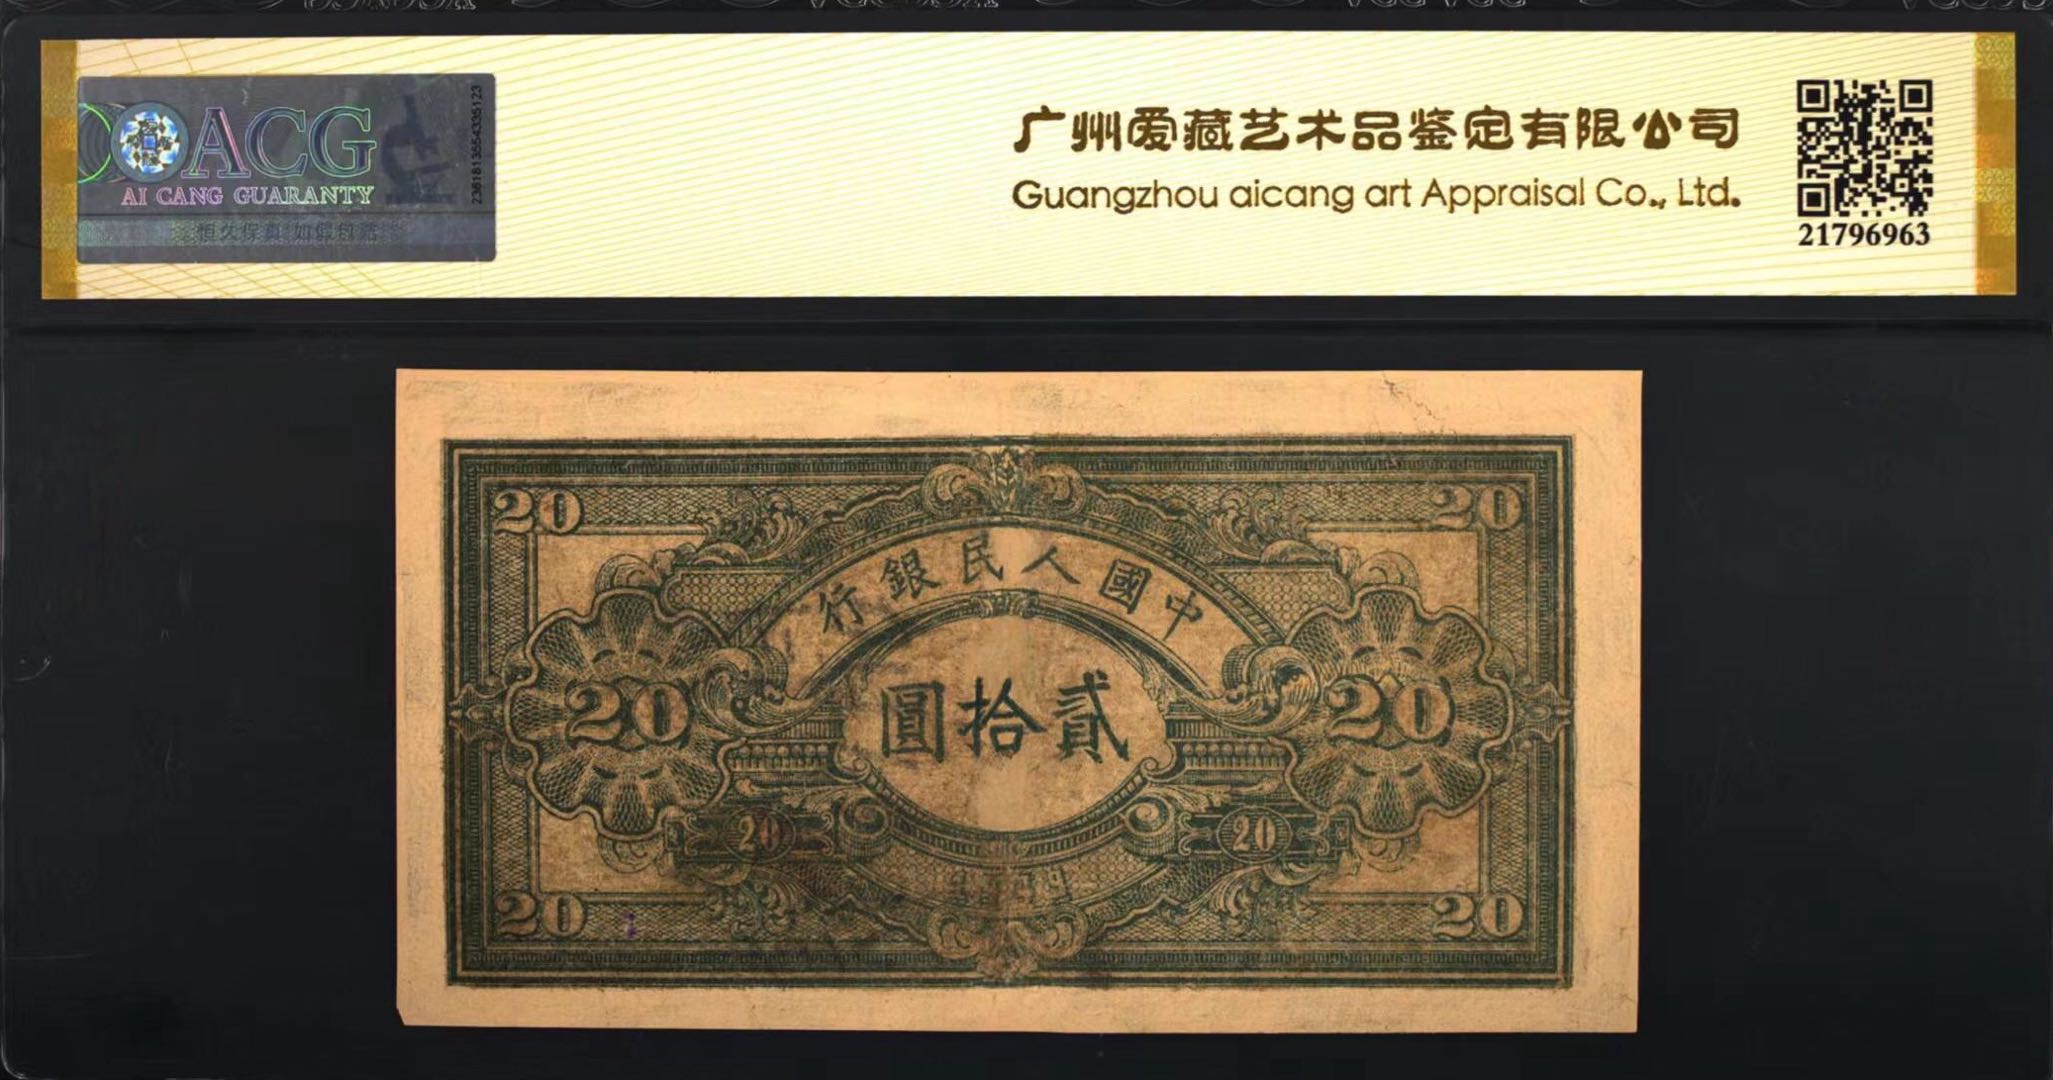 ACG
AI CANG GUARANTY
广州爱藏艺术品鉴定有限公司
Guangzhou aicang art Appraisal Co., Ltd.
21796963
20 20
行銀民人國中
20 圓拾貳 20
20 20
20 20